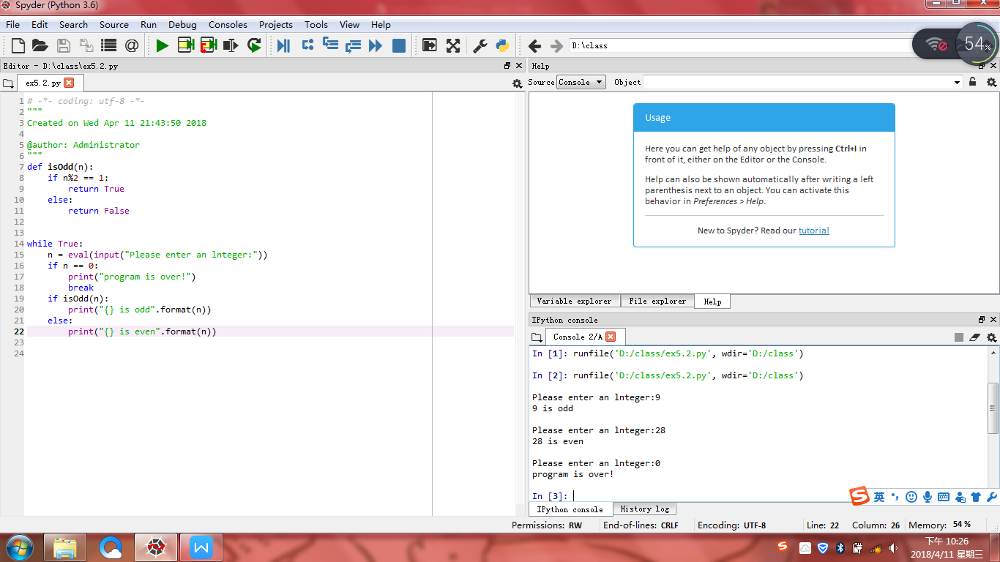 Spyder (Python 3.6)
File Edit Search Source Run Debug Consoles Projects Tools View Help
D:\class
54%
Editor - D:\class\ex5.2.py
ex5.2.py
1 # -*- coding: utf-8 -*-
2 """
3 Created on Wed Apr 11 21:43:50 2018
4
5 @author: Administrator
6 """
7 def isOdd(n):
8     if n%2 == 1:
9         return True
10     else:
11         return False
12
13
14 while True:
15     n = eval(input("Please enter an lnteger:"))
16     if n == 0:
17         print("program is over!")
18         break
19     if isOdd(n):
20         print("{} is odd".format(n))
21     else:
22         print("{} is even".format(n))
23
24
Help
Source Console Object
Usage
Here you can get help of any object by pressing Ctrl+I in
front of it, either on the Editor or the Console.
Help can also be shown automatically after writing a left
parenthesis next to an object. You can activate this
behavior in Preferences > Help.
New to Spyder? Read our tutorial
Variable explorer File explorer Help
IPython console
Console 2/A
In [1]: runfile('D:/class/ex5.2.py', wdir='D:/class')
In [2]: runfile('D:/class/ex5.2.py', wdir='D:/class')
Please enter an lnteger:9
9 is odd
Please enter an lnteger:28
28 is even
Please enter an lnteger:0
program is over!
In [3]:
S 英
IPython console History log
Permissions: RW End-of-lines: CRLF Encoding: UTF-8 Line: 22 Column: 26 Memory: 54 %
下午 10:26
2018/4/11 星期三